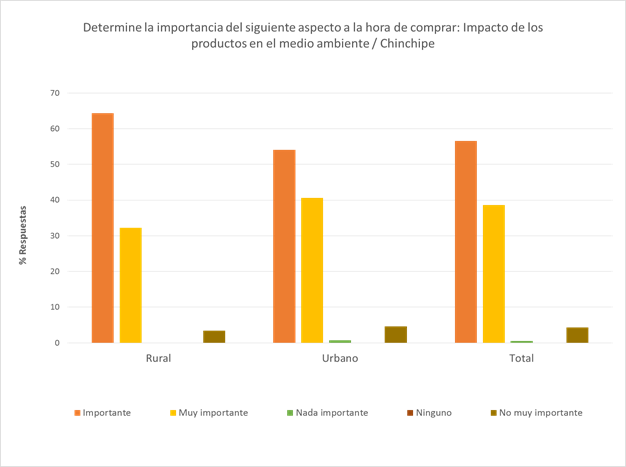 Determine la importancia del siguiente aspecto a la hora de comprar: Impacto de los
productos en el medio ambiente / Chinchipe
70
60
50
40
30
20
10
0
% Respuestas
Rural
Urbano
Total
Importante
Muy importante
Nada importante
Ninguno
No muy importante